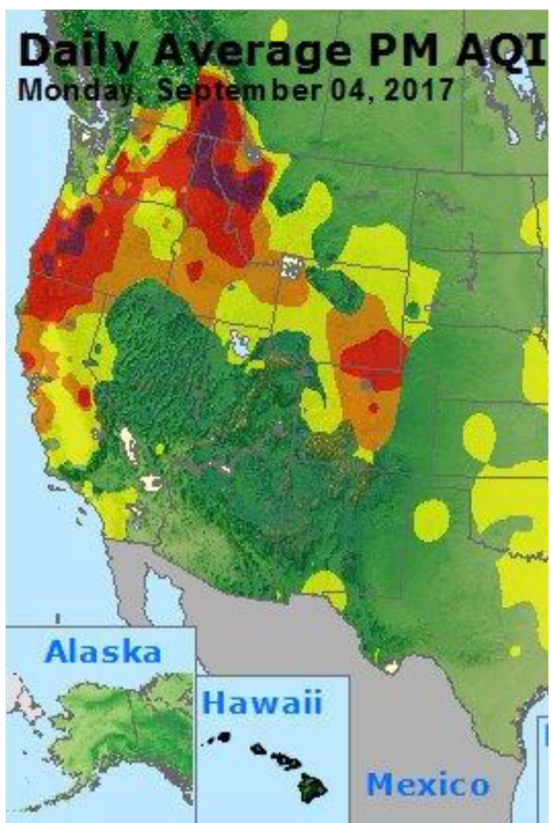 Daily Average PM AQI
Monday, September 04, 2017
Alaska
Hawaii
Mexico